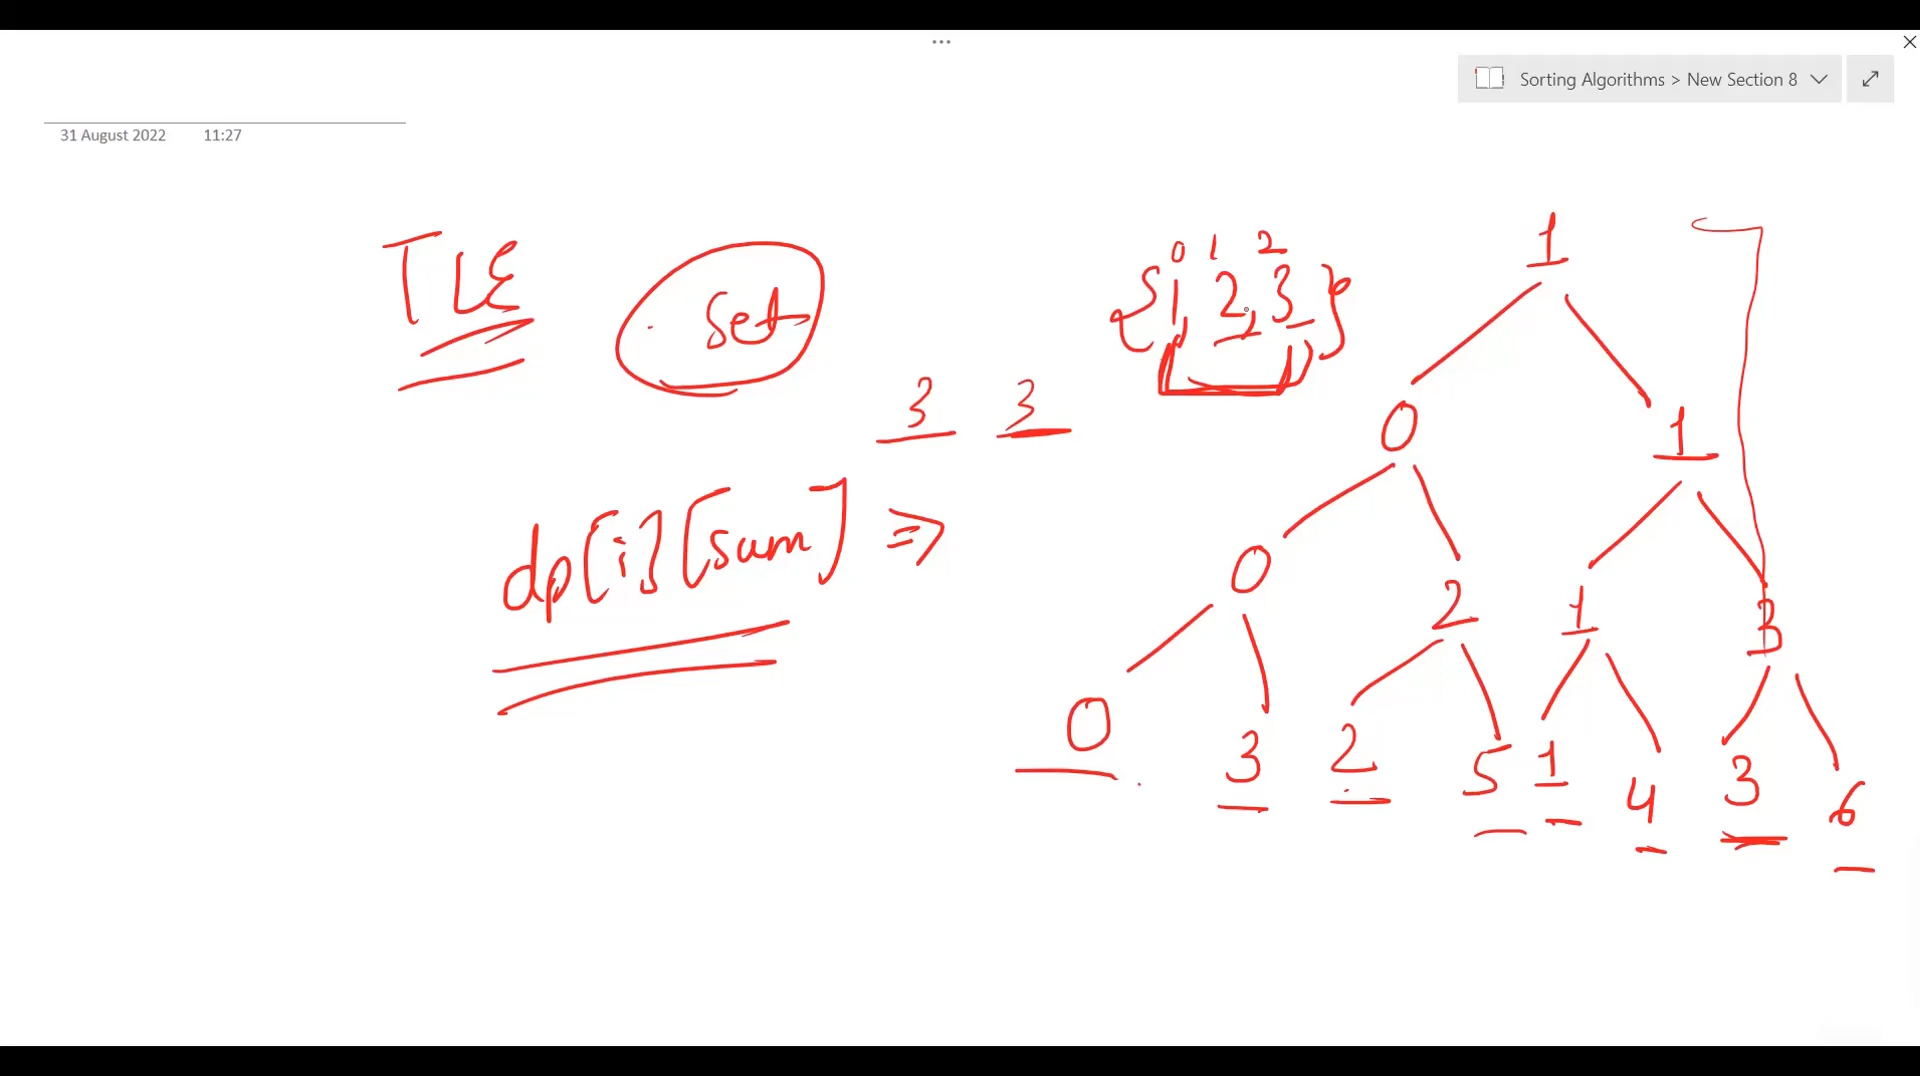 ...
Sorting Algorithms > New Section 8
31 August 2022 11:27
TLE
Set
0 1 2
{1, 2, 3}
3 3
dp[i][sum] =>
1
0 1
0 2 1 3
0 3 2 5 1 4 3 6